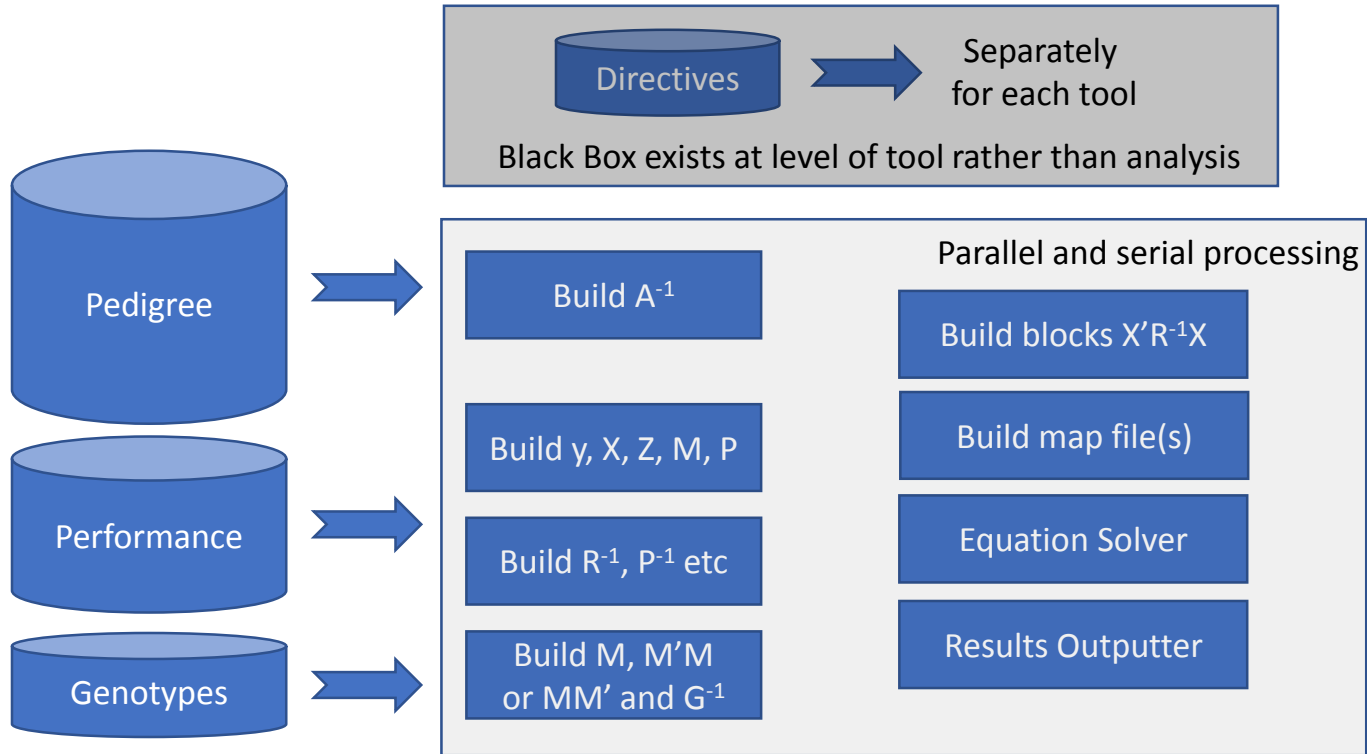 Directives
Separately
for each tool
Black Box exists at level of tool rather than analysis
Pedigree
Performance
Genotypes
Parallel and serial processing
Build A⁻¹
Build y, X, Z, M, P
Build R⁻¹, P⁻¹ etc
Build M, M’M
or MM’ and G⁻¹
Build blocks X’R⁻¹X
Build map file(s)
Equation Solver
Results Outputter